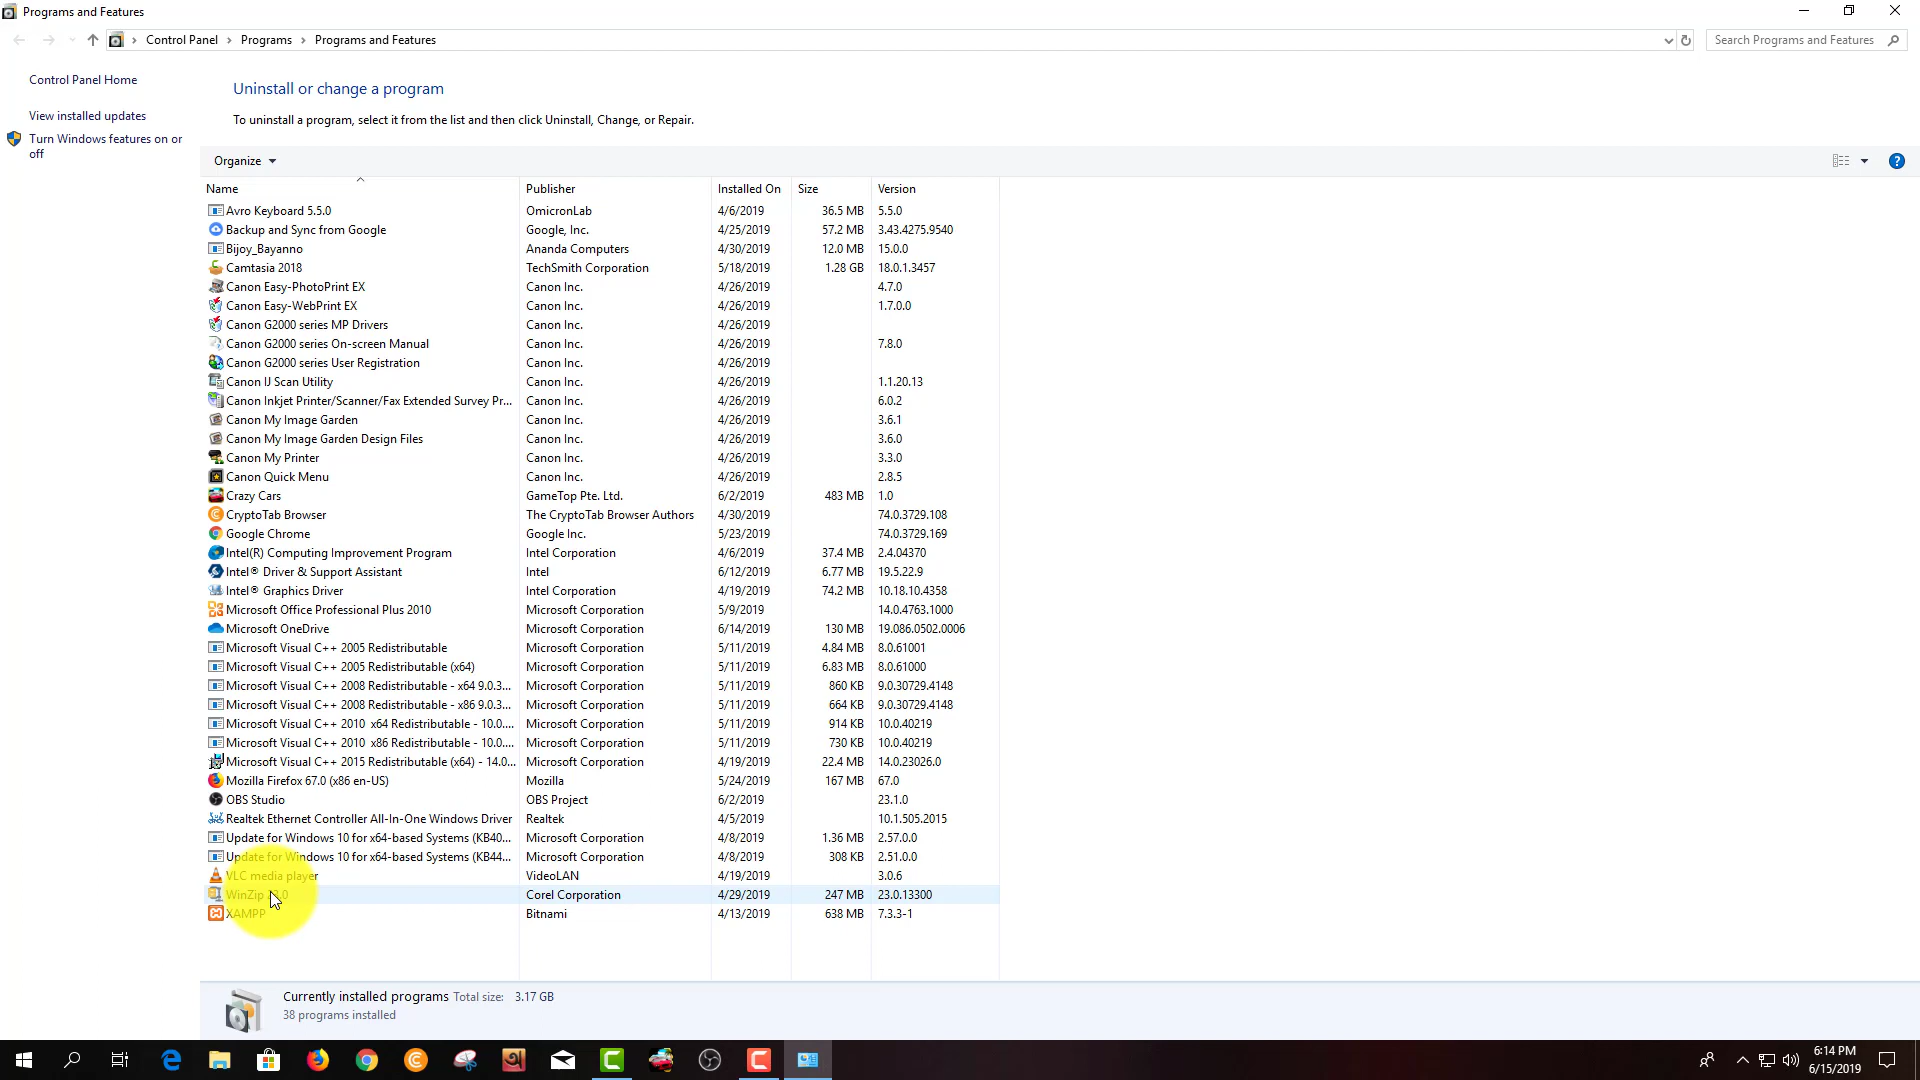 Programs and Features
Control Panel > Programs > Programs and Features
Search Programs and Features
Control Panel Home
View installed updates
Turn Windows features on or
off
Uninstall or change a program
To uninstall a program, select it from the list and then click Uninstall, Change, or Repair.
Organize
Name Publisher Installed On Size Version
Avro Keyboard 5.5.0 OmicronLab 4/6/2019 36.5 MB 5.5.0
Backup and Sync from Google Google, Inc. 4/25/2019 57.2 MB 3.43.4275.9540
Bijoy_Bayanno Ananda Computers 4/30/2019 12.0 MB 15.0.0
Camtasia 2018 TechSmith Corporation 5/18/2019 1.28 GB 18.0.1.3457
Canon Easy-PhotoPrint EX Canon Inc. 4/26/2019 4.7.0
Canon Easy-WebPrint EX Canon Inc. 4/26/2019 1.7.0.0
Canon G2000 series MP Drivers Canon Inc. 4/26/2019
Canon G2000 series On-screen Manual Canon Inc. 4/26/2019 7.8.0
Canon G2000 series User Registration Canon Inc. 4/26/2019
Canon IJ Scan Utility Canon Inc. 4/26/2019 1.1.20.13
Canon Inkjet Printer/Scanner/Fax Extended Survey Pr... Canon Inc. 4/26/2019 6.0.2
Canon My Image Garden Canon Inc. 4/26/2019 3.6.1
Canon My Image Garden Design Files Canon Inc. 4/26/2019 3.6.0
Canon My Printer Canon Inc. 4/26/2019 3.3.0
Canon Quick Menu Canon Inc. 4/26/2019 2.8.5
Crazy Cars GameTop Pte. Ltd. 6/2/2019 483 MB 1.0
CryptoTab Browser The CryptoTab Browser Authors 4/30/2019 74.0.3729.108
Google Chrome Google Inc. 5/23/2019 74.0.3729.169
Intel(R) Computing Improvement Program Intel Corporation 4/6/2019 37.4 MB 2.4.04370
Intel® Driver & Support Assistant Intel 6/12/2019 6.77 MB 19.5.22.9
Intel® Graphics Driver Intel Corporation 4/19/2019 74.2 MB 10.18.10.4358
Microsoft Office Professional Plus 2010 Microsoft Corporation 5/9/2019 14.0.4763.1000
Microsoft OneDrive Microsoft Corporation 6/14/2019 130 MB 19.086.0502.0006
Microsoft Visual C++ 2005 Redistributable Microsoft Corporation 5/11/2019 4.84 MB 8.0.61001
Microsoft Visual C++ 2005 Redistributable (x64) Microsoft Corporation 5/11/2019 6.83 MB 8.0.61000
Microsoft Visual C++ 2008 Redistributable - x64 9.0.3... Microsoft Corporation 5/11/2019 860 KB 9.0.30729.4148
Microsoft Visual C++ 2008 Redistributable - x86 9.0.3... Microsoft Corporation 5/11/2019 664 KB 9.0.30729.4148
Microsoft Visual C++ 2010 x64 Redistributable - 10.0.... Microsoft Corporation 5/11/2019 914 KB 10.0.40219
Microsoft Visual C++ 2010 x86 Redistributable - 10.0.... Microsoft Corporation 5/11/2019 730 KB 10.0.40219
Microsoft Visual C++ 2015 Redistributable (x64) - 14.0... Microsoft Corporation 4/19/2019 22.4 MB 14.0.23026.0
Mozilla Firefox 67.0 (x86 en-US) Mozilla 5/24/2019 167 MB 67.0
OBS Studio OBS Project 6/2/2019 23.1.0
Realtek Ethernet Controller All-In-One Windows Driver Realtek 4/5/2019 10.1.505.2015
Update for Windows 10 for x64-based Systems (KB40... Microsoft Corporation 4/8/2019 1.36 MB 2.57.0.0
Update for Windows 10 for x64-based Systems (KB44... Microsoft Corporation 4/8/2019 308 KB 2.51.0.0
VLC media player VideoLAN 4/19/2019 3.0.6
WinZip Corel Corporation 4/29/2019 247 MB 23.0.13300
XAMPP Bitnami 4/13/2019 638 MB 7.3.3-1
Currently installed programs Total size: 3.17 GB
38 programs installed
6:14 PM
6/15/2019